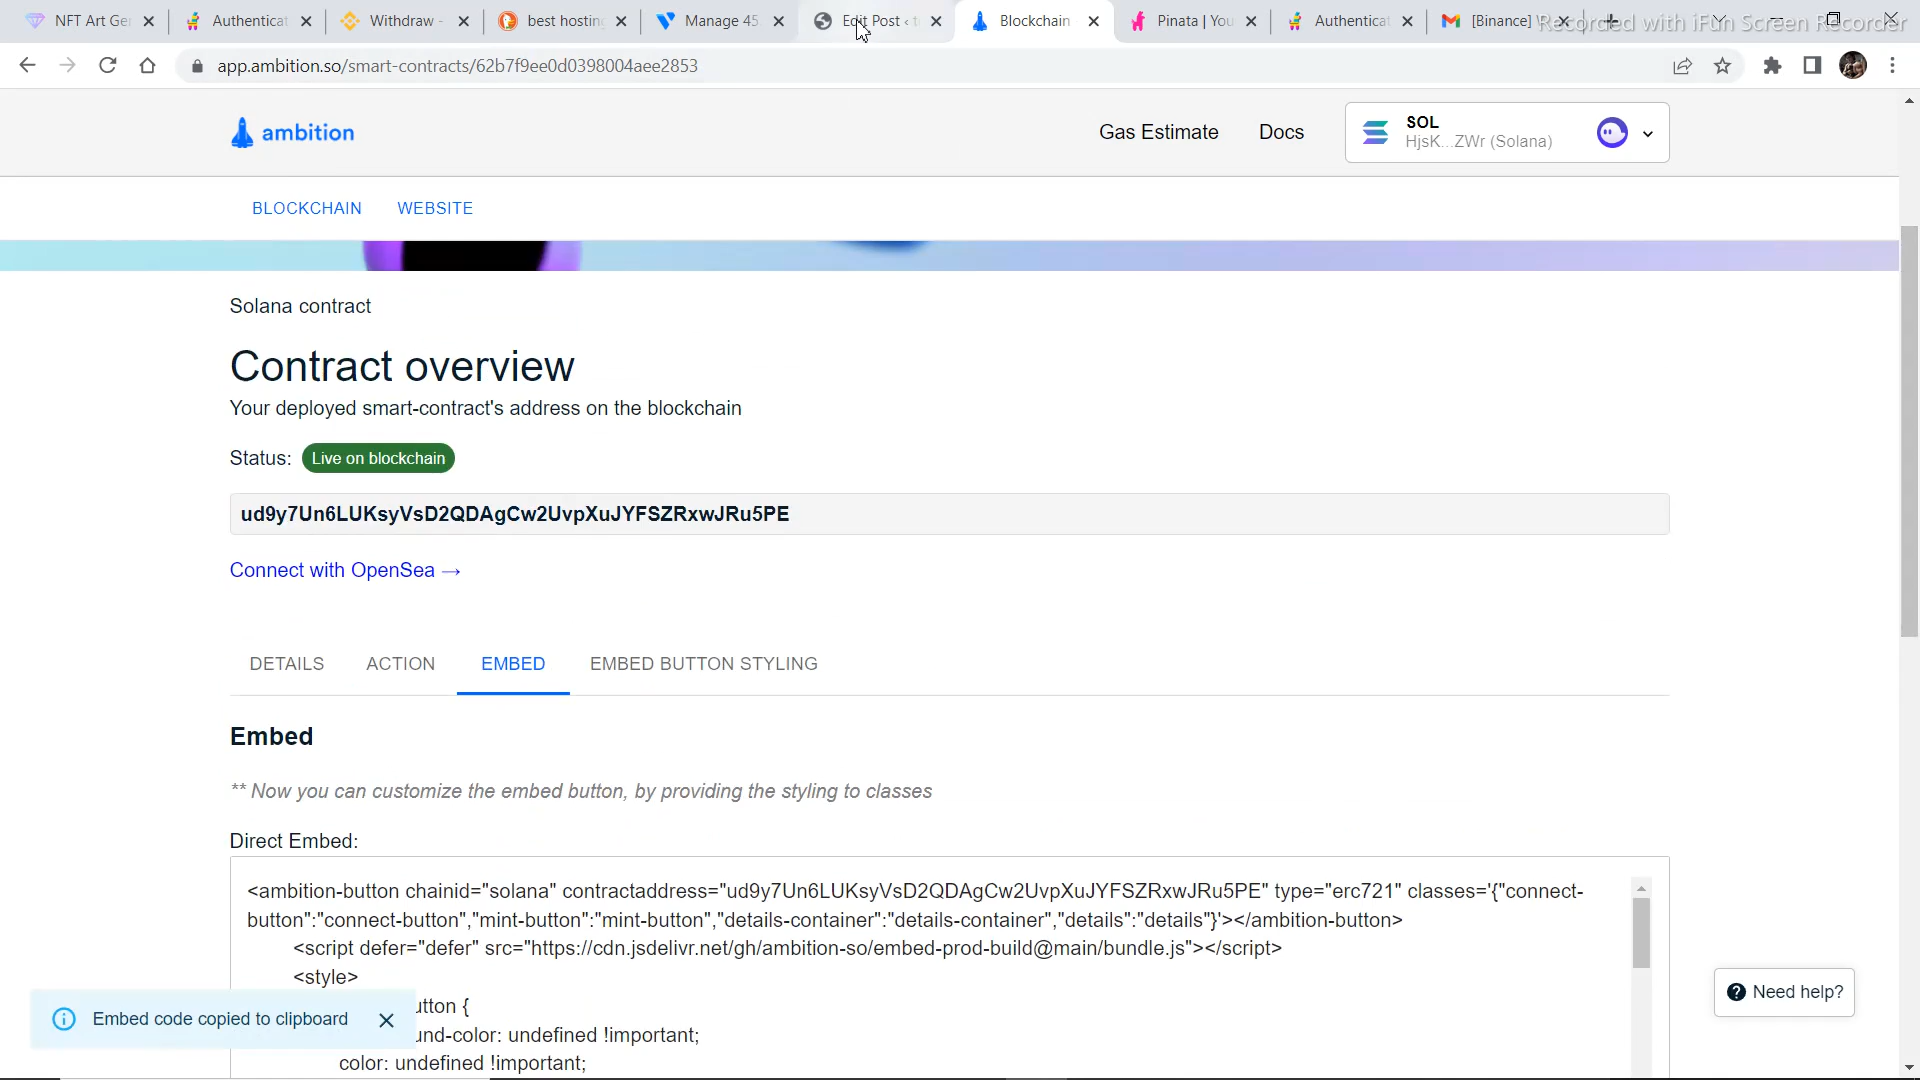 NFT Art Ge
Authenticat
Withdraw -
best hosting
Manage 45
Edit Post ‹ t
Blockchain
Pinata | You
Authenticat
[Binance]
Recorded with iFun Screen Recorder
app.ambition.so/smart-contracts/62b7f9ee0d0398004aee2853
ambition
Gas Estimate
Docs
SOL
HjsK...ZWr (Solana)
BLOCKCHAIN
WEBSITE
Solana contract
Contract overview
Your deployed smart-contract's address on the blockchain
Status: Live on blockchain
ud9y7Un6LUKsyVsD2QDAgCw2UvpXuJYFSZRxwJRu5PE
Connect with OpenSea →
DETAILS
ACTION
EMBED
EMBED BUTTON STYLING
Embed
** Now you can customize the embed button, by providing the styling to classes
Direct Embed:
<ambition-button chainid="solana" contractaddress="ud9y7Un6LUKsyVsD2QDAgCw2UvpXuJYFSZRxwJRu5PE" type="erc721" classes='{"connect-
button":"connect-button","mint-button":"mint-button","details-container":"details-container","details":"details"}'></ambition-button>
<script defer="defer" src="https://cdn.jsdelivr.net/gh/ambition-so/embed-prod-build@main/bundle.js"></script>
<style>
utton {
und-color: undefined !important;
color: undefined !important;
Embed code copied to clipboard
Need help?